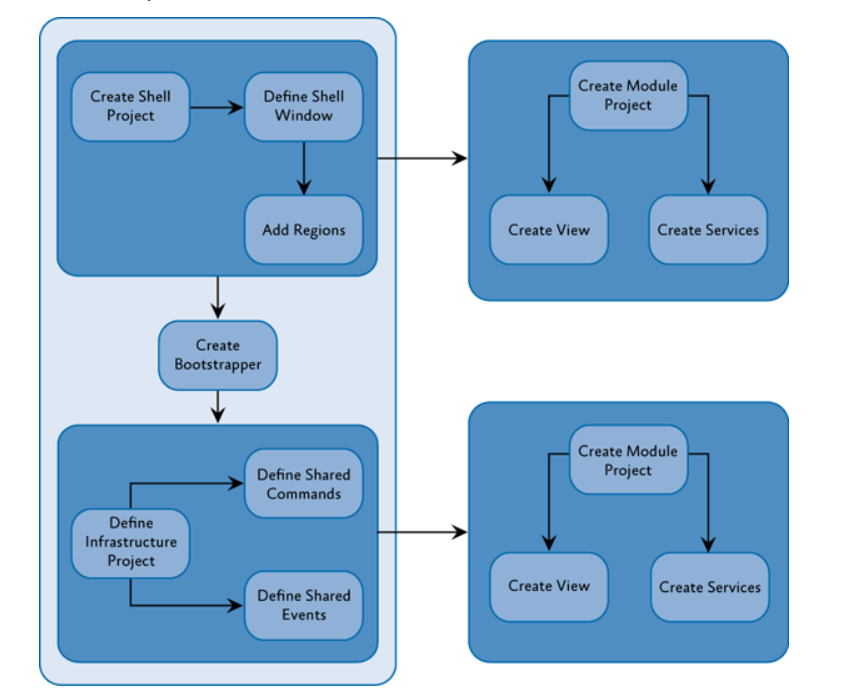 Create Shell
Project
Define Shell
Window
Add Regions
Create
Bootstrapper
Define
Infrastructure
Project
Define Shared
Commands
Define Shared
Events
Create Module
Project
Create View
Create Services
Create Module
Project
Create View
Create Services